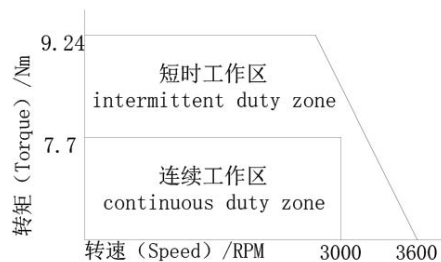 9.24
短时工作区
intermittent duty zone
7.7
连续工作区
continuous duty zone
转矩（Torque）/Nm
转速（Speed）/RPM
3000
3600